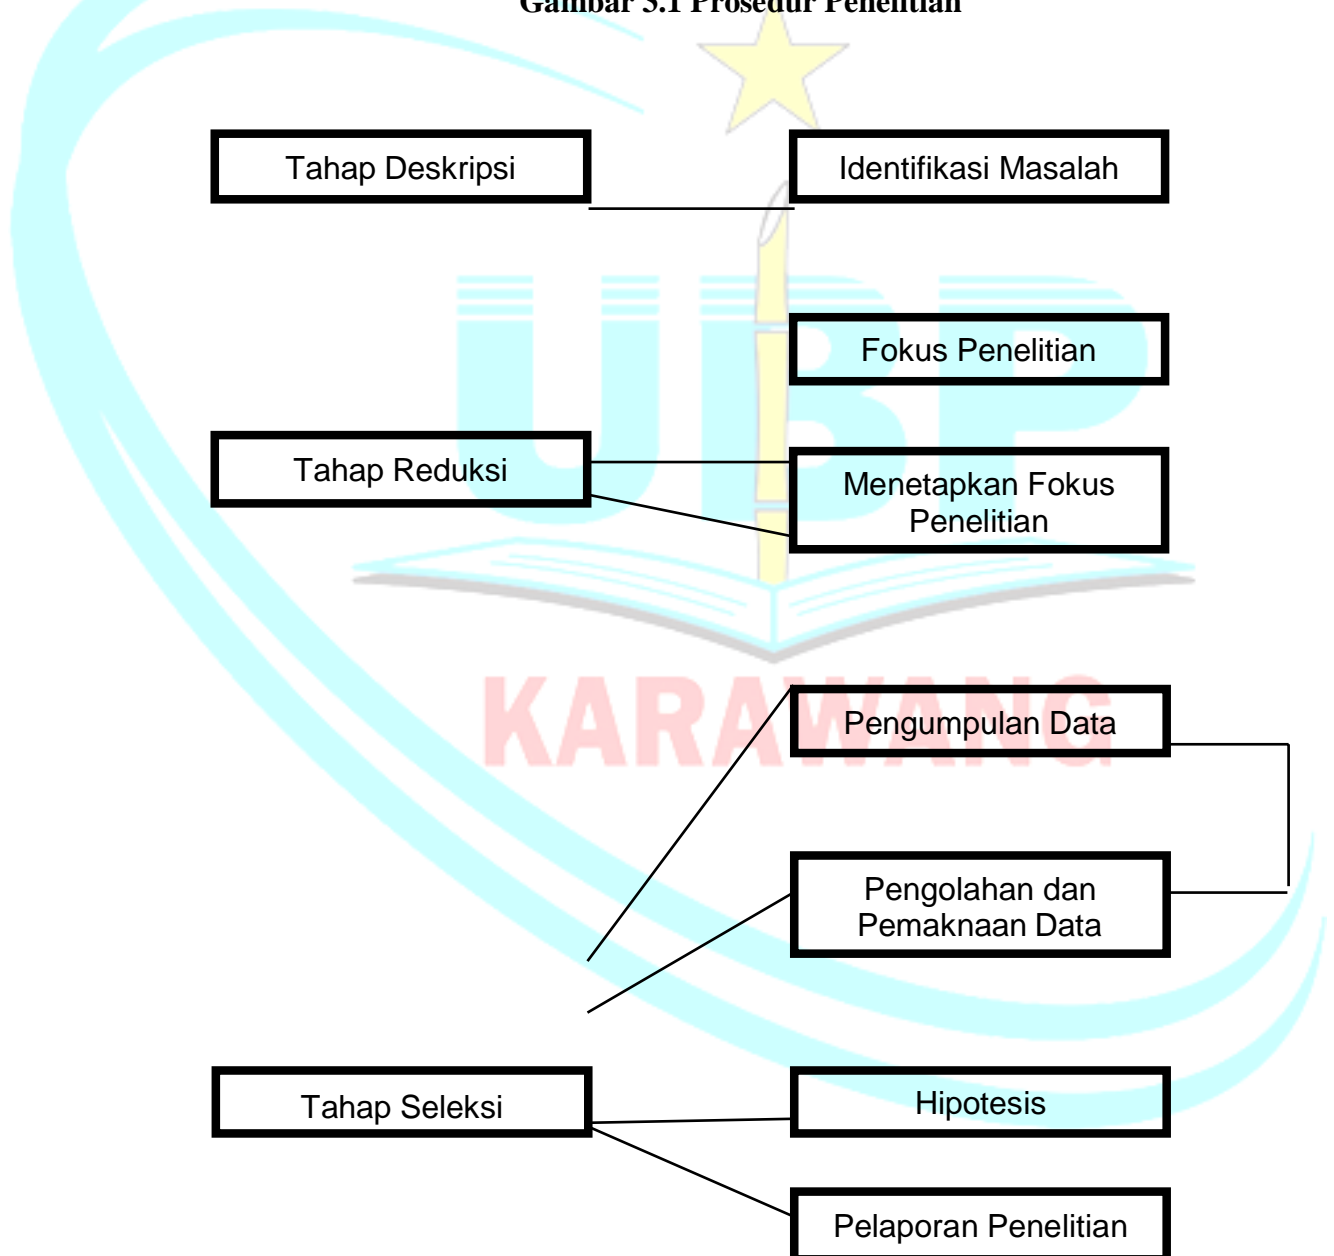 Gambar 3.1 Prosedur Penelitian
Tahap Deskripsi
Identifikasi Masalah
UBP
Fokus Penelitian
Tahap Reduksi
Menetapkan Fokus
Penelitian
KARAWANG
Pengumpulan Data
Pengolahan dan
Pemaknaan Data
Tahap Seleksi
Hipotesis
Pelaporan Penelitian